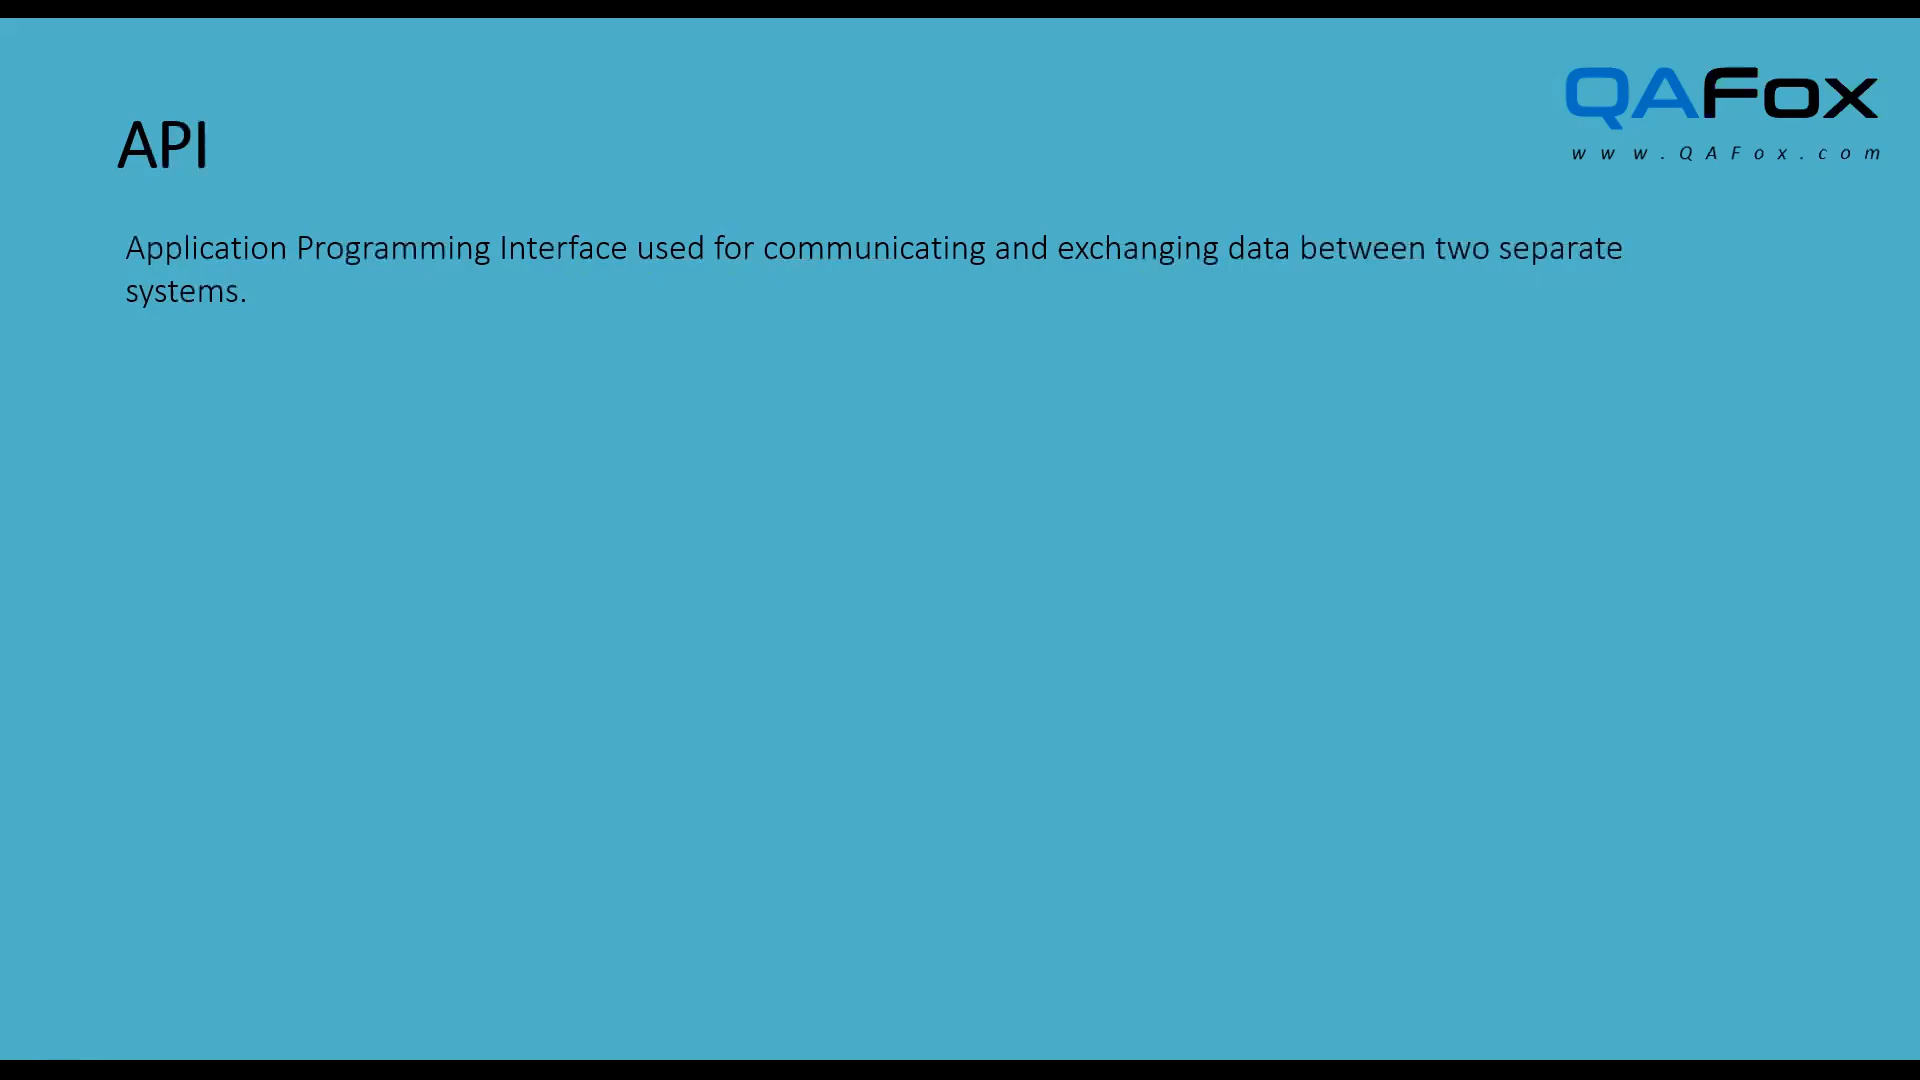 QAFox
www.QAFox.com
API
Application Programming Interface used for communicating and exchanging data between two separate
systems.